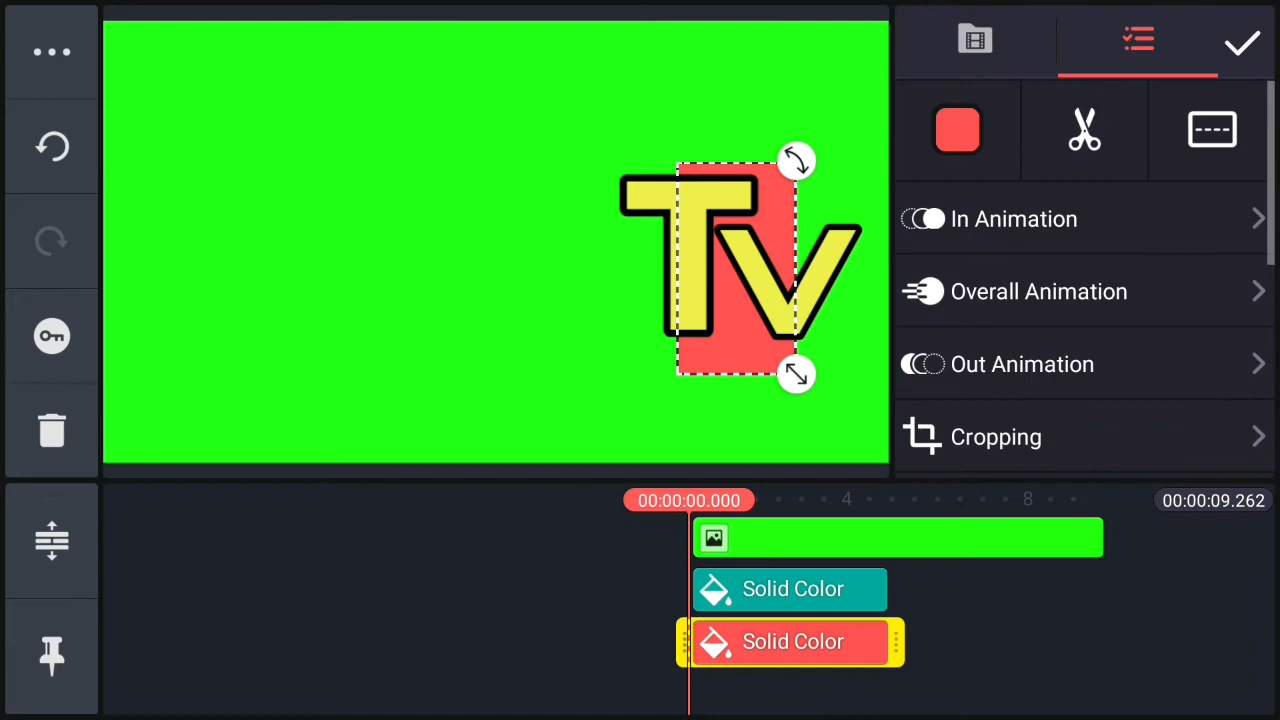 TV
In Animation
Overall Animation
Out Animation
Cropping
00:00:00.000
4
8
00:00:09.262
Solid Color
Solid Color